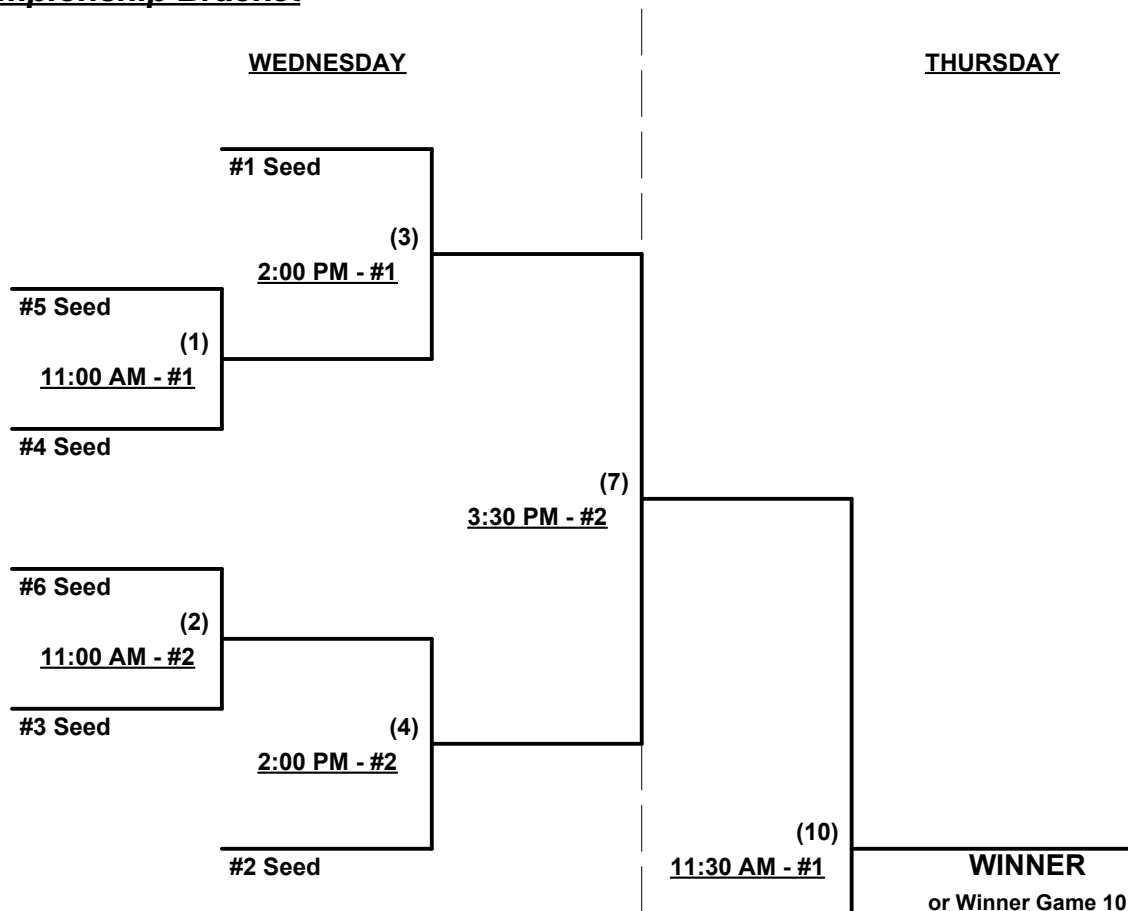 WEDNESDAY
THURSDAY
#1 Seed
(3)
2:00 PM - #1
#5 Seed
(1)
11:00 AM - #1
#4 Seed
(7)
3:30 PM - #2
#6 Seed
(2)
11:00 AM - #2
#3 Seed
(4)
2:00 PM - #2
#2 Seed
(10)
11:30 AM - #1
WINNER
or Winner Game 10